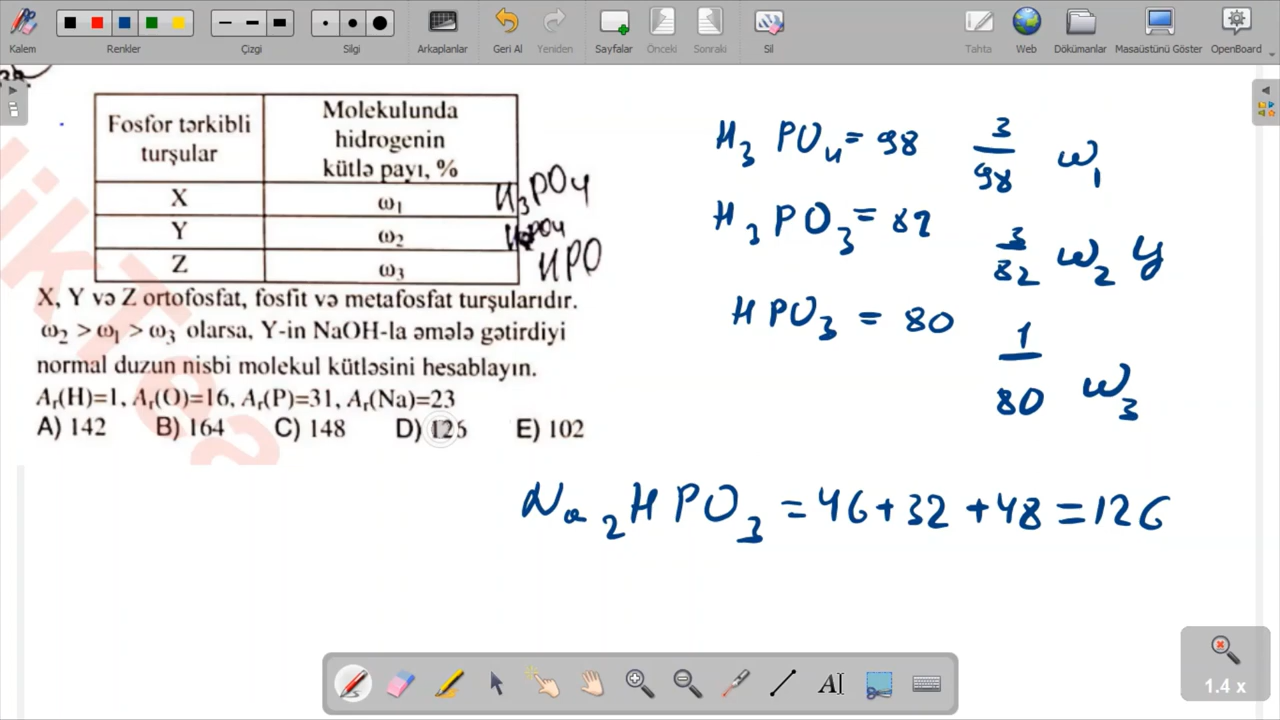 Kalem
Renkler
Çizgi
Silgi
Arkaplanlar
Geri Al
Yeniden
Sayfalar
Önceki
Sonraki
Sil
Tahta
Web
Dökümanlar
Masaüstünü Göster
OpenBoard
Fosfor tərkibli turşular
Molekulunda hidrogenin kütlə payı, %
X ω₁ H₃PO₄
Y ω₂
Z ω₃ HPO
X, Y və Z ortofosfat, fosfit və metafosfat turşularıdır.
ω₂ > ω₁ > ω₃ olarsa, Y-in NaOH-la əmələ gətirdiyi
normal duzun nisbi molekul kütləsini hesablayın.
Aᵣ(H)=1, Aᵣ(O)=16, Aᵣ(P)=31, Aᵣ(Na)=23
A) 142 B) 164 C) 148 D) 126 E) 102
H₃PO₄ = 98 3/98 ω₁
H₃PO₃ = 82 3/82 ω₂ y
HPO₃ = 80 1/80 ω₃
Na₂HPO₃ = 46+32+48=126
AI
1.4 x